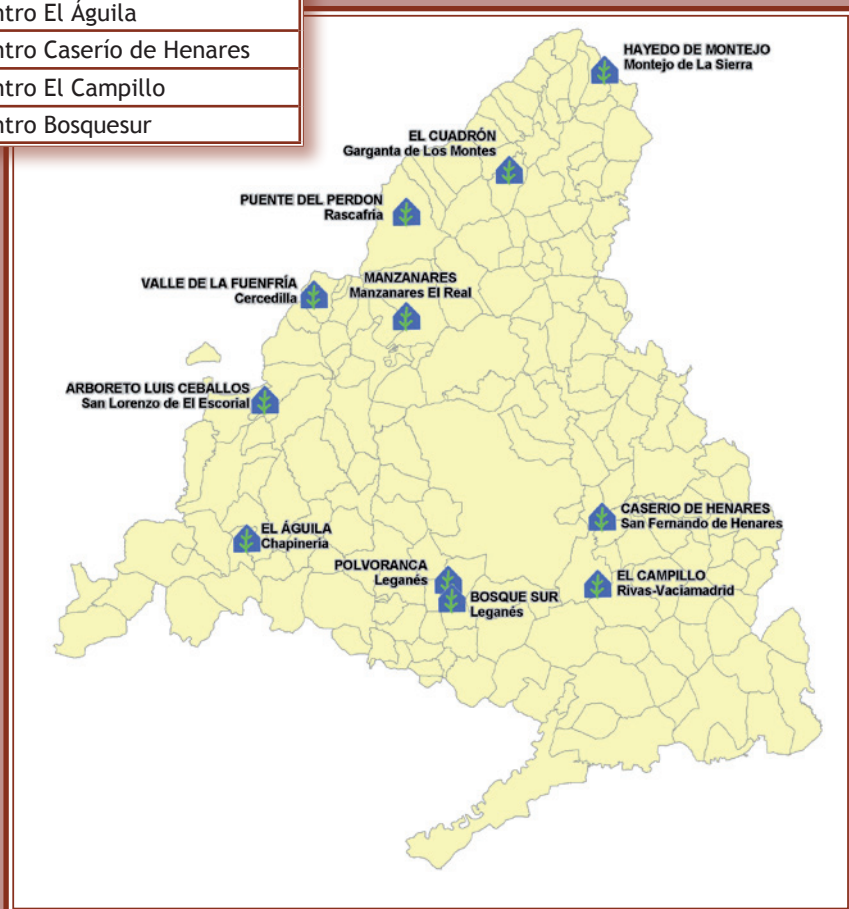 ntro El Águila
ntro Caserío de Henares
ntro El Campillo
ntro Bosquesur
HAYEDO DE MONTEJO
Montejo de La Sierra
EL CUADRÓN
Garganta de Los Montes
PUENTE DEL PERDON
Rascafría
VALLE DE LA FUENFRÍA
Cercedilla
MANZANARES
Manzanares El Real
ARBORETO LUIS CEBALLOS
San Lorenzo de El Escorial
CASERIO DE HENARES
San Fernando de Henares
EL ÁGUILA
Chapinería
POLVORANCA
Leganés
BOSQUE SUR
Leganés
EL CAMPILLO
Rivas-Vaciamadrid